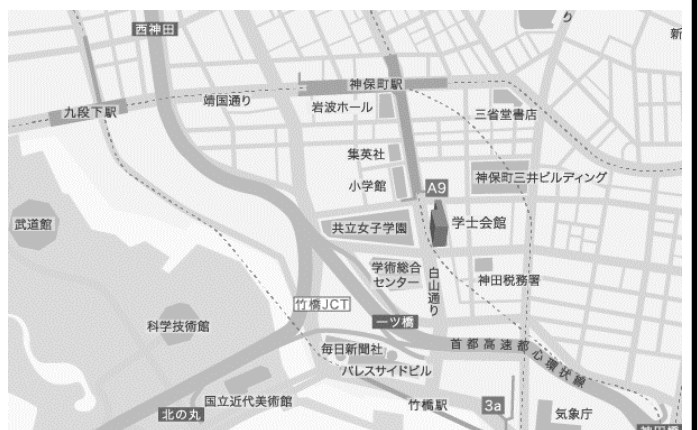 り
西神田
新
神保町駅
靖国通り
岩波ホール
九段下駅
三省堂書店
集英社
小学館
A9
神保町三井ビルディング
武道館
共立女子学園
学士会館
学術総合
センター
白山通り
神田税務署
竹橋JCT
一ツ橋
科学技術館
毎日新聞社
首都高速都心環状線
パレスサイドビル
国立近代美術館
北の丸
竹橋駅
3a
気象庁
神田橋